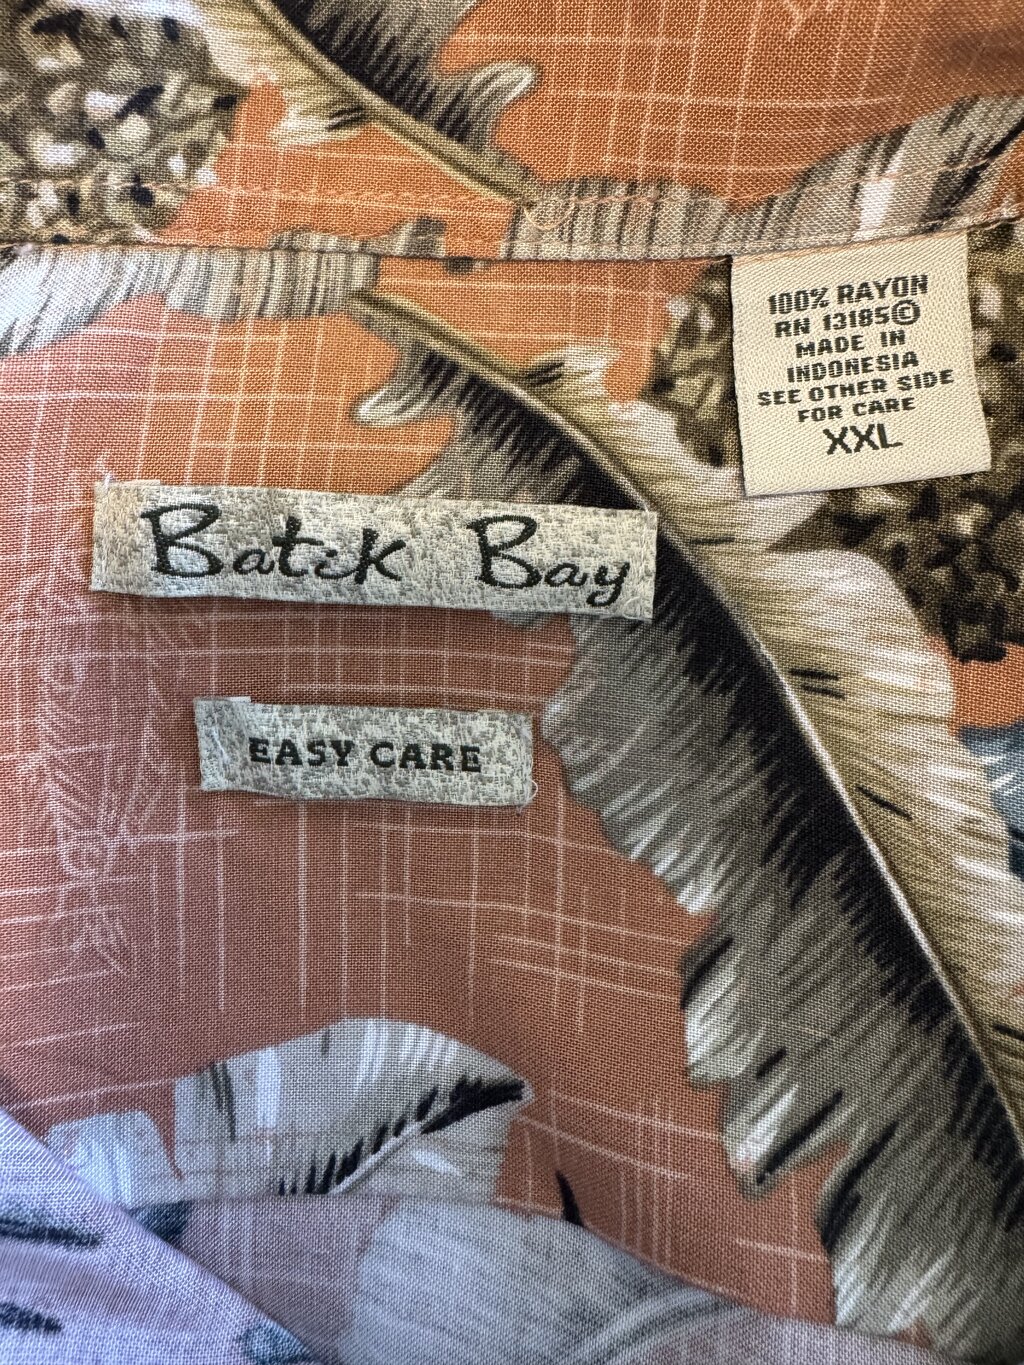 100% RAYON
RN 13185©
MADE IN
INDONESIA
SEE OTHER SIDE
FOR CARE
XXL
Batik Bay
EASY CARE